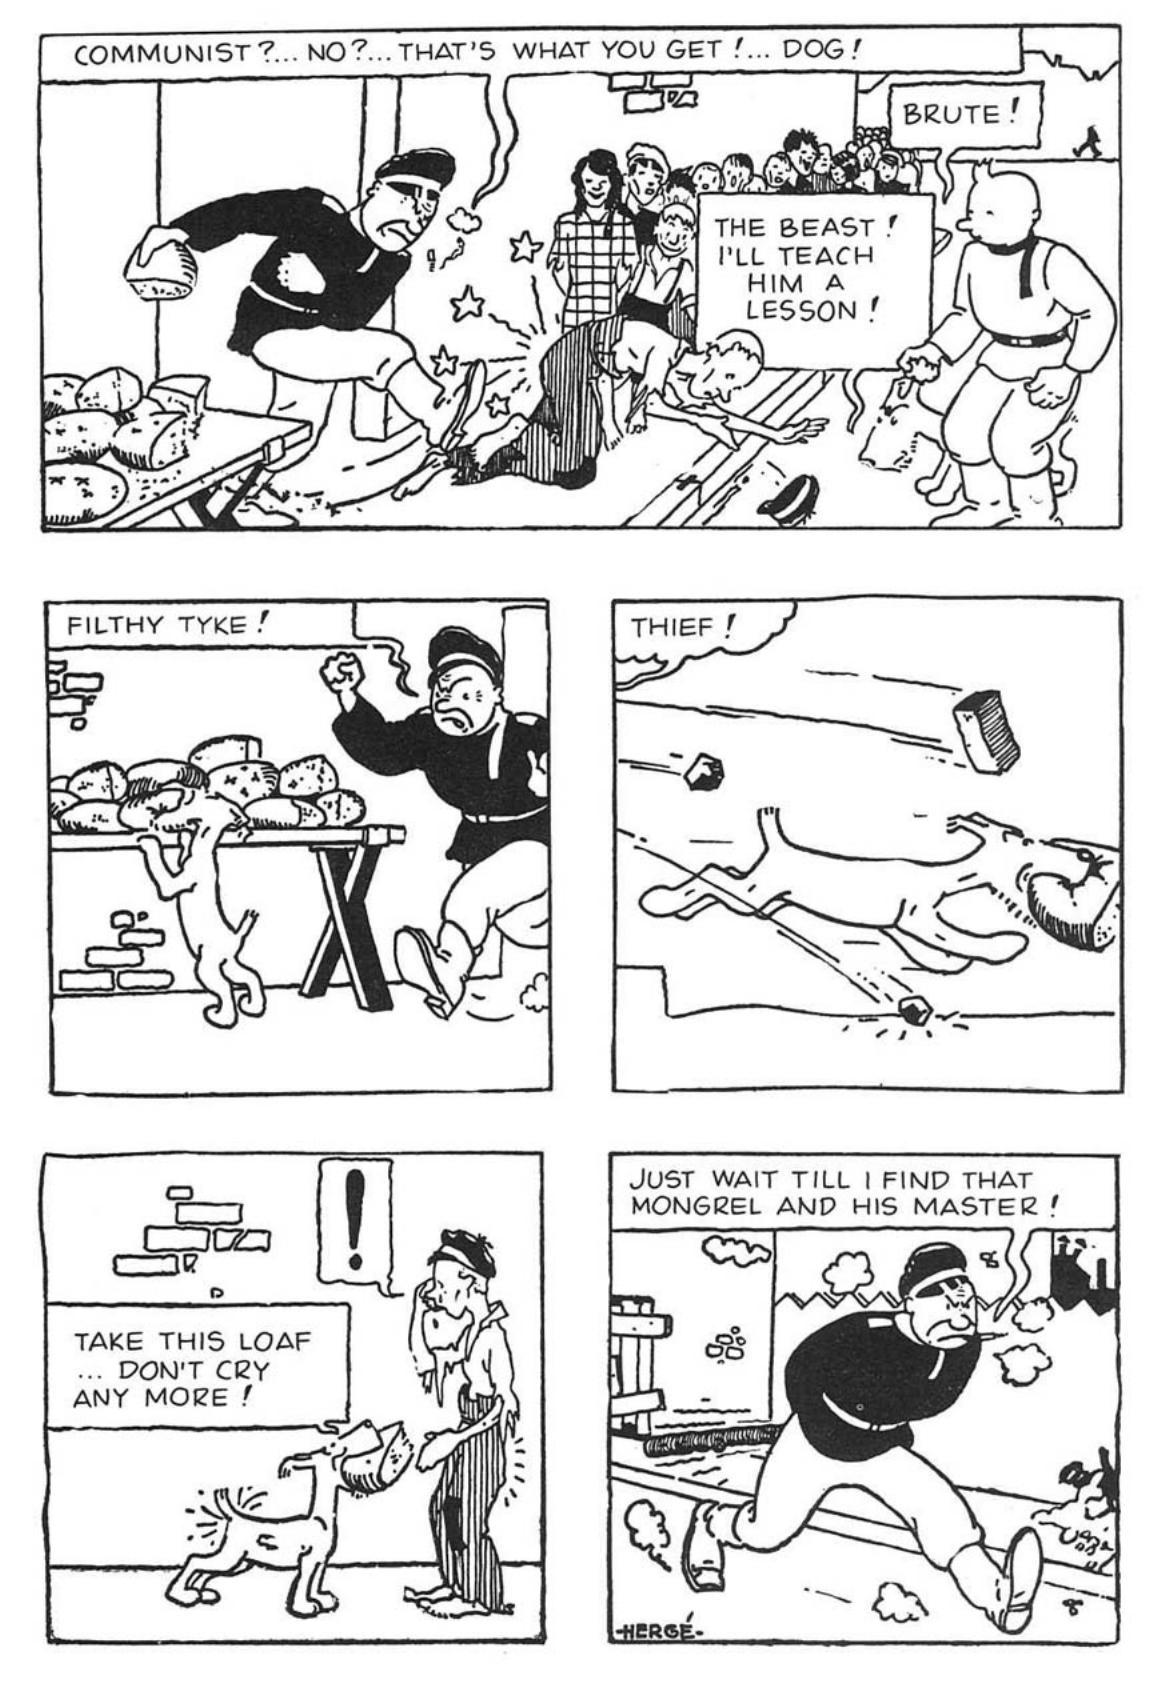 COMMUNIST?... NO?... THAT'S WHAT YOU GET!... DOG!
BRUTE!
THE BEAST!
I'LL TEACH
HIM A
LESSON!
FILTHY TYKE!
THIEF!
!
TAKE THIS LOAF
... DON'T CRY
ANY MORE!
JUST WAIT TILL I FIND THAT
MONGREL AND HIS MASTER!
-HERGÉ-